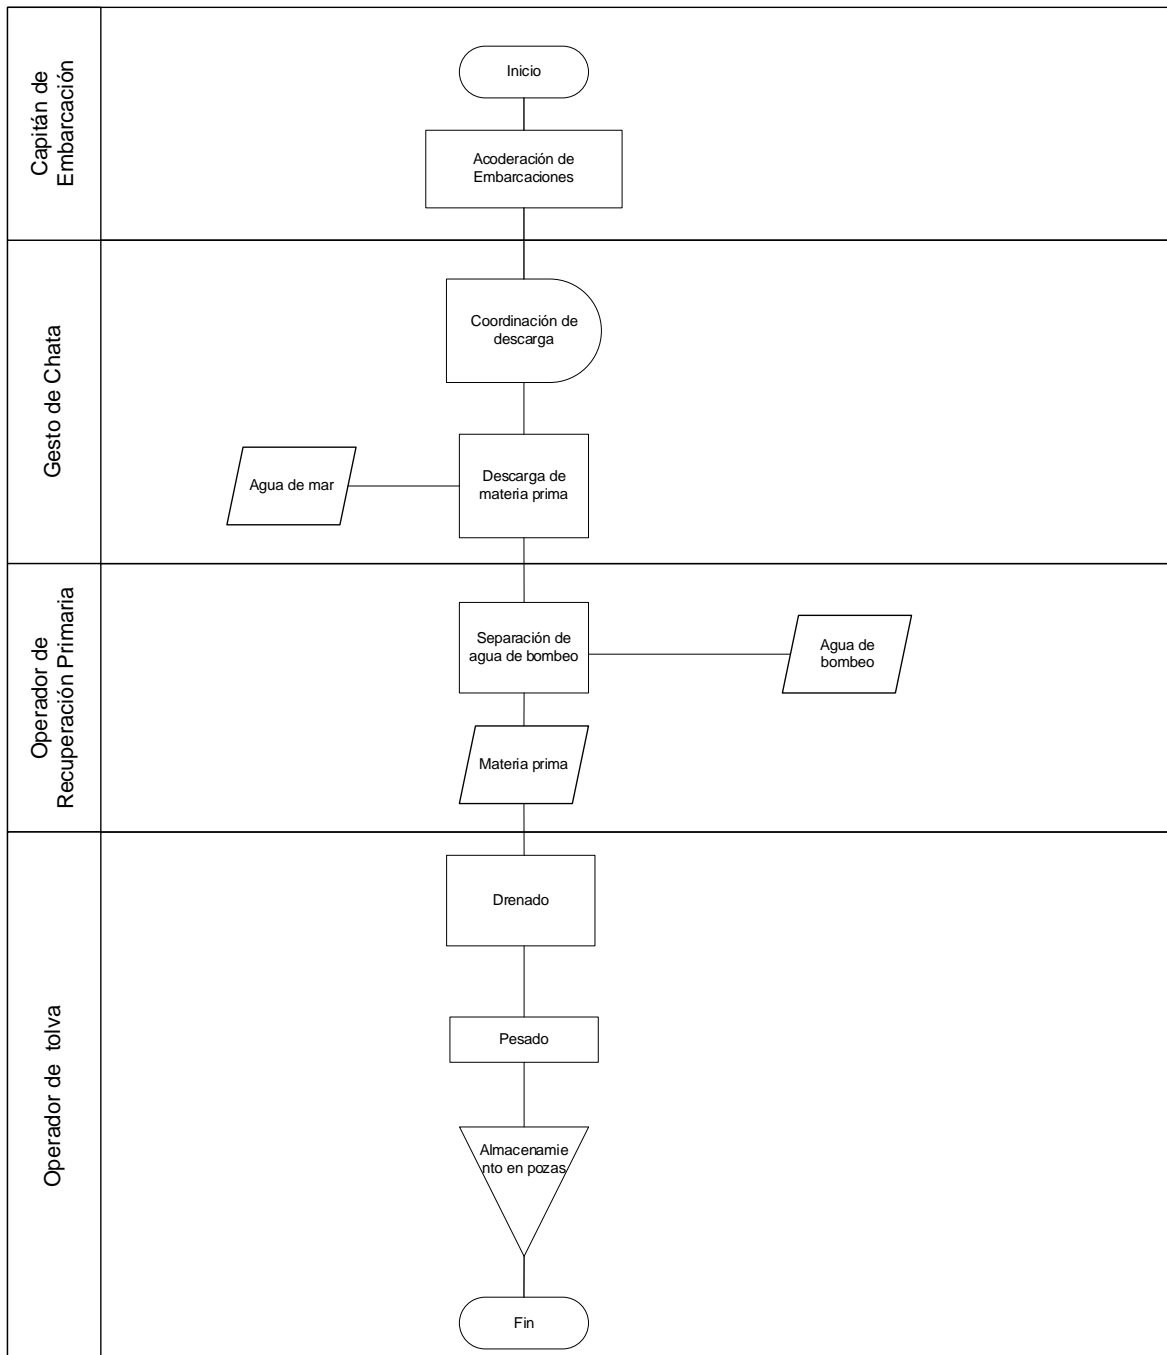 Capitán de
Embarcación
Inicio
Acoderación de
Embarcaciones
Gesto de Chata
Coordinación de
descarga
Agua de mar
Descarga de
materia prima
Operador de
Recuperación Primaria
Separación de
agua de bombeo
Agua de
bombeo
Materia prima
Operador de  tolva
Drenado
Pesado
Almacenamie
nto en pozas
Fin